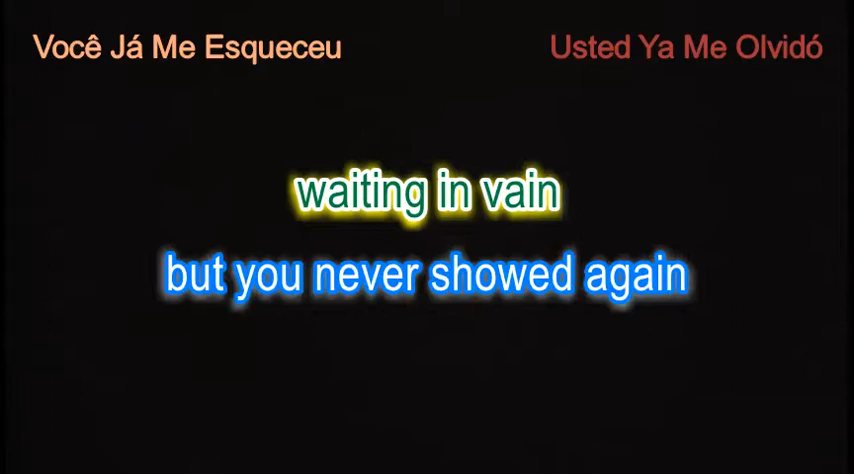 Você Já Me Esqueceu
Usted Ya Me Olvidó
waiting in vain
but you never showed again